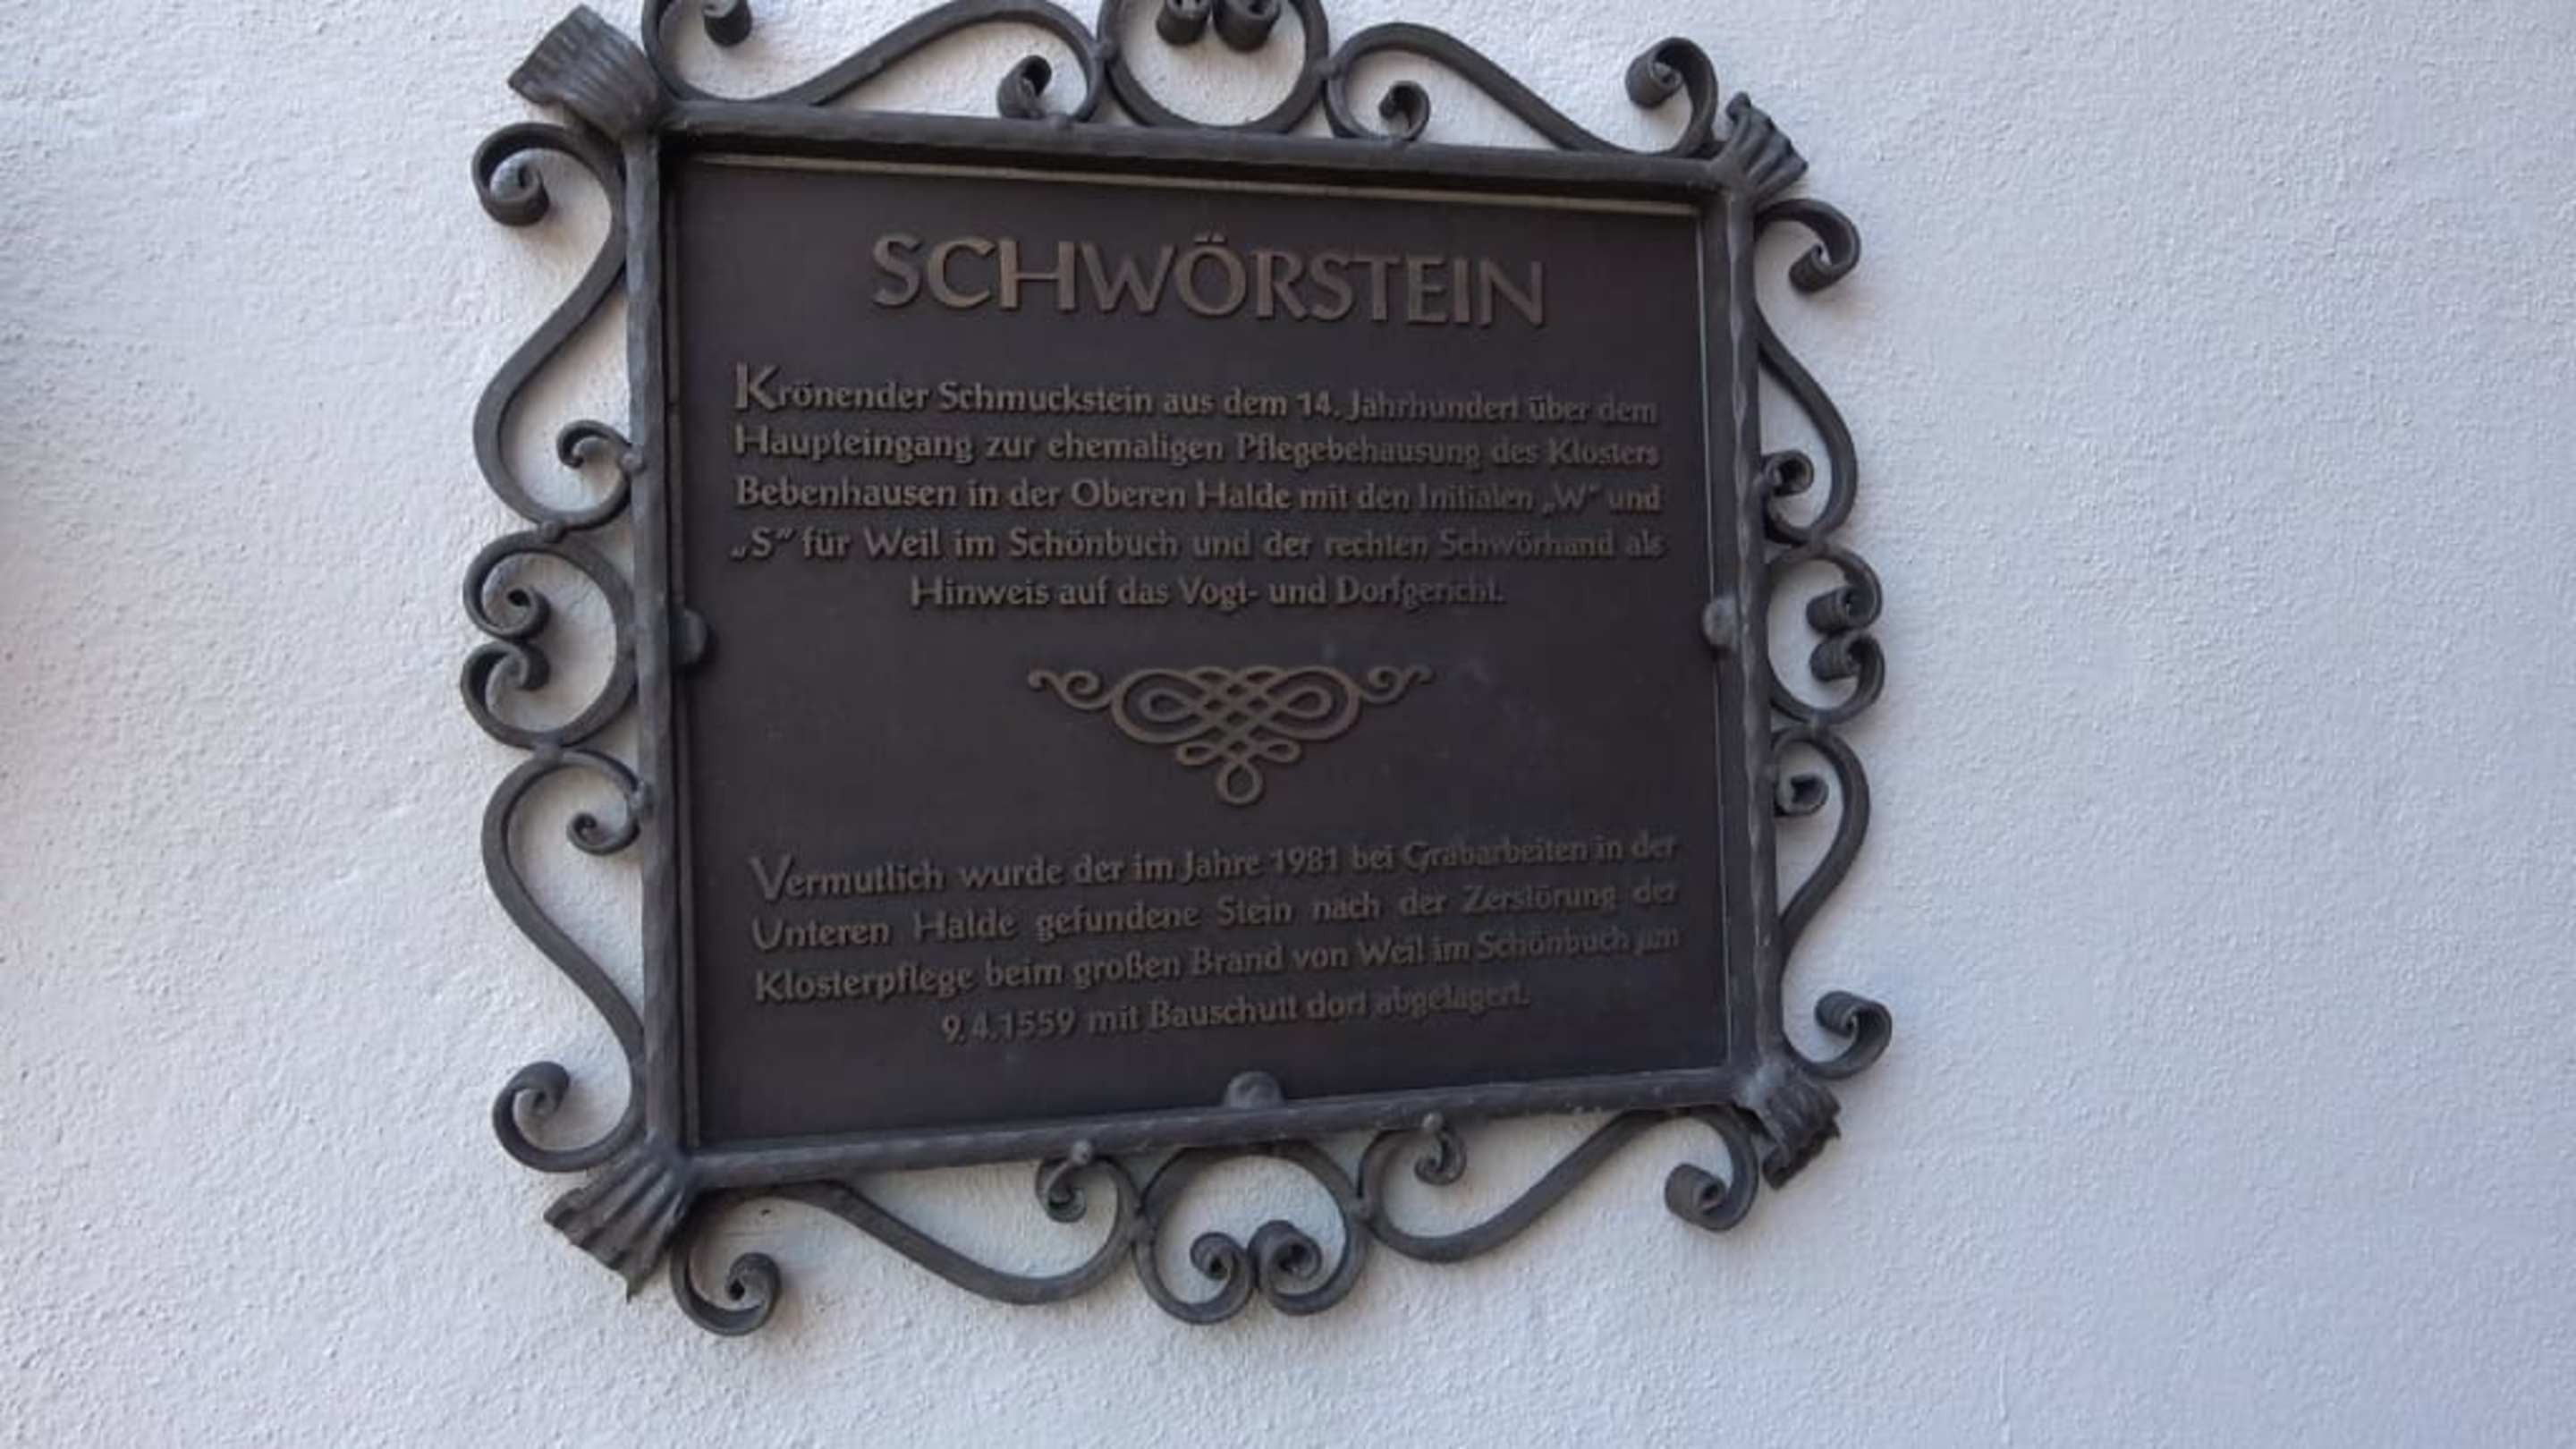 SCHWÖRSTEIN
Krönender Schmuckstein aus dem 14. Jahrhundert über dem
Haupteingang zur ehemaligen Pflegebehausung des Klosters
Bebenhausen in der Oberen Halde mit den Initialen „W" und
„S" für Weil im Schönbuch und der rechten Schwörhand als
Hinweis auf das Vogt- und Dorfgericht.
Vermutlich wurde der im Jahre 1981 bei Grabarbeiten in der
Unteren Halde gefundene Stein nach der Zerstörung der
Klosterpflege beim großen Brand von Weil im Schönbuch am
9.4.1559 mit Bauschutt dort abgelagert.